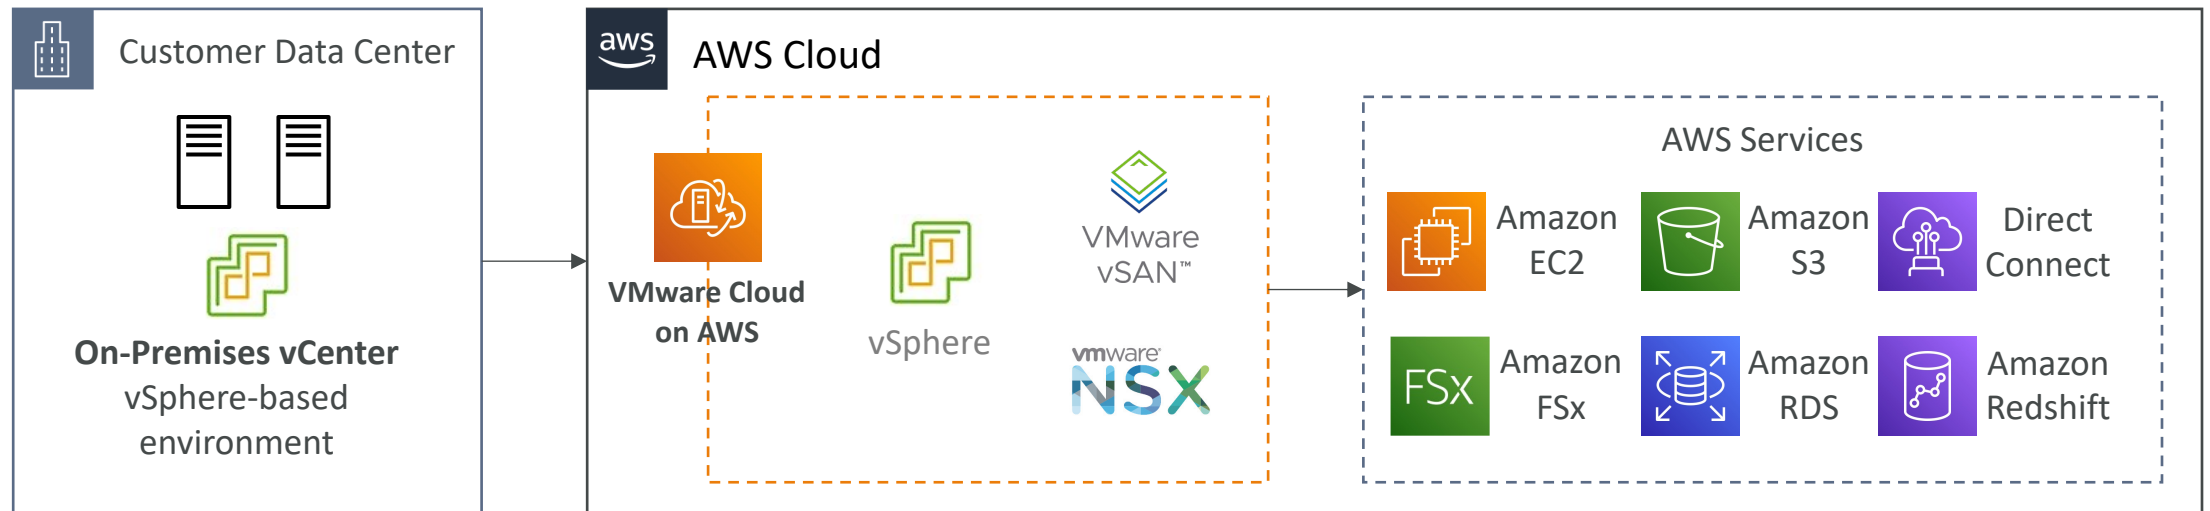 Customer Data Center
On-Premises vCenter
vSphere-based
environment
aws
AWS Cloud
VMware Cloud
on AWS
vSphere
VMware
vSAN™
vmware®
NSX
AWS Services
Amazon
EC2
Amazon
S3
Direct
Connect
FSx
Amazon
FSx
Amazon
RDS
Amazon
Redshift